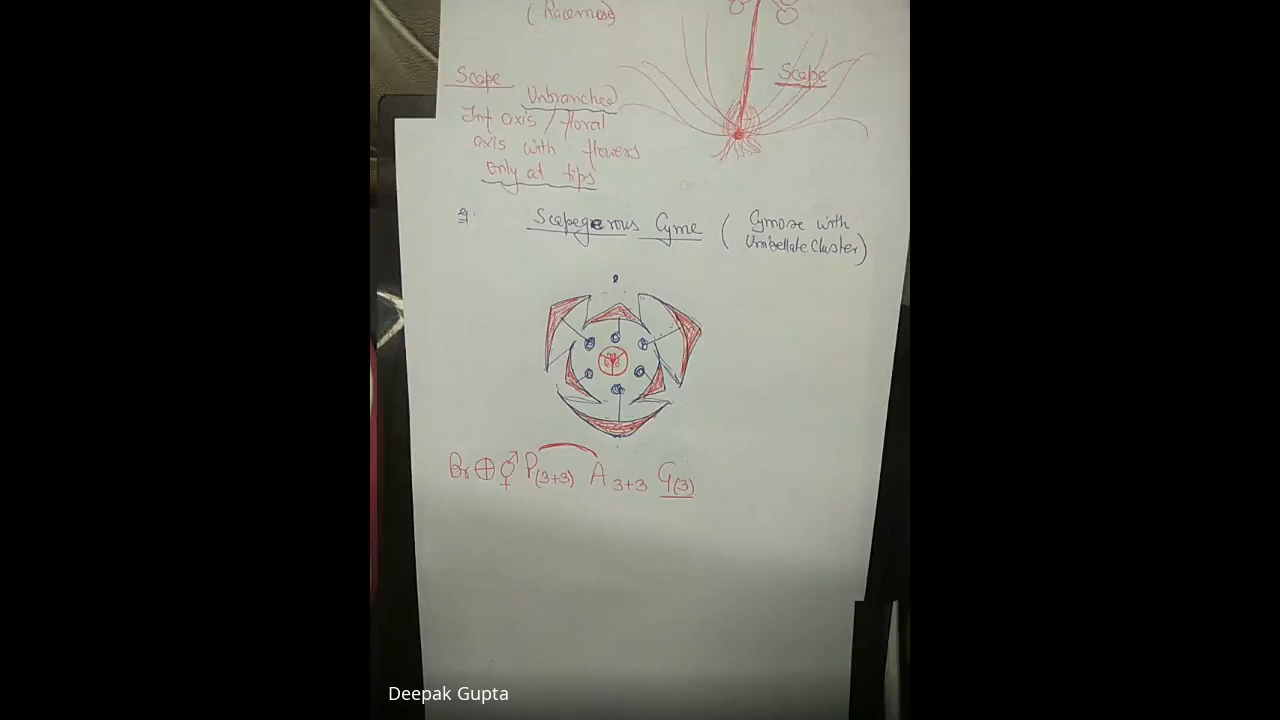 (Racemose)
Scape
Unbranched
Inf axis / floral
axis with flowers
Only at tips
Scape
Scapegerous Cyme ( Cymose with
Umbellate Cluster)
Br ⊕ ⚥ P(3+3) A 3+3 G(3)
Deepak Gupta